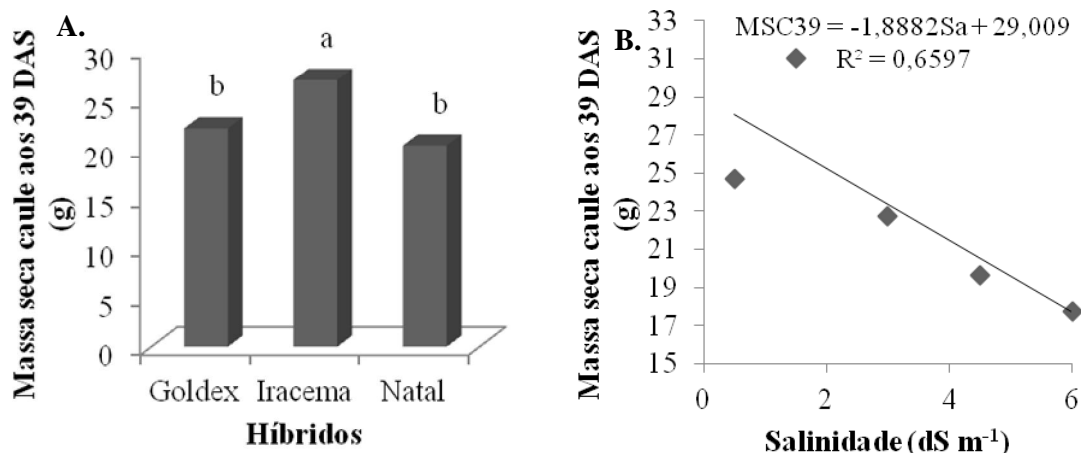 A.
Massa seca caule aos 39 DAS
(g)
30
25
20
15
10
5
0
b
a
b
Goldex Iracema Natal
Híbridos
B.
Massa seca caule aos 39 DAS
(g)
33
31
29
27
25
23
21
19
17
15
MSC39 = -1,8882Sa + 29,009
R² = 0,6597
0 2 4 6
Salinidade (dS m⁻¹)